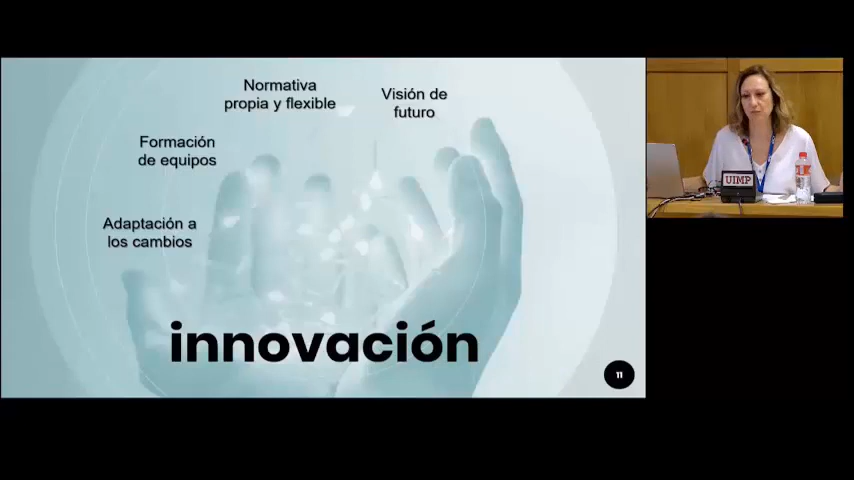 Normativa
propia y flexible
Visión de
futuro
Formación
de equipos
Adaptación a
los cambios
innovación
11
UIMP